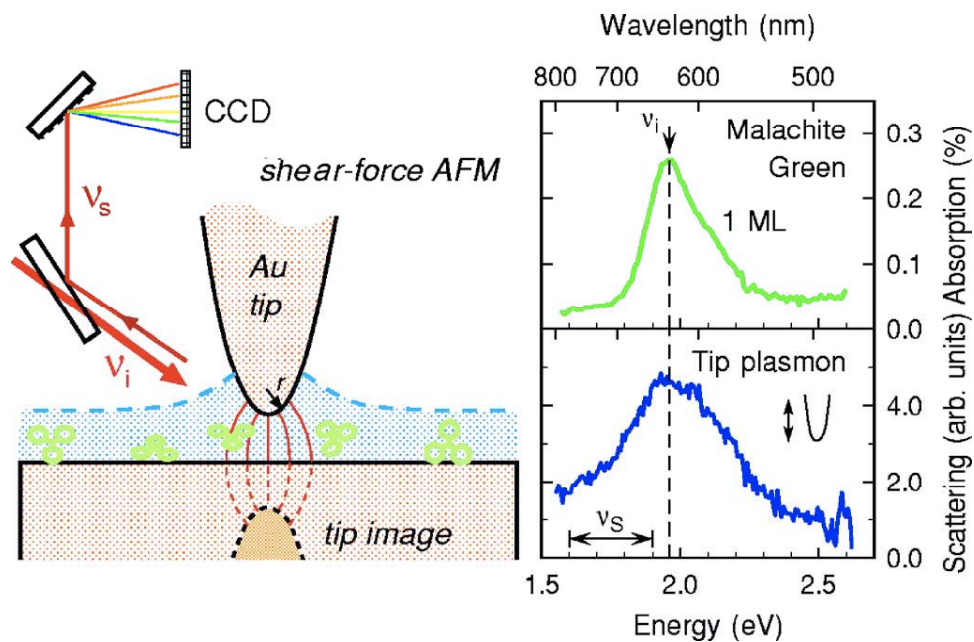 CCD
shear-force AFM
ν_s
ν_i
Au
tip
r
tip image
Wavelength (nm)
800 700 600 500
ν_i
Malachite
Green
1 ML
0.3
0.2
0.1
0.0
Absorption (%)
Tip plasmon
ν_S
4.0
2.0
0.0
Scattering (arb. units)
1.5 2.0 2.5
Energy (eV)